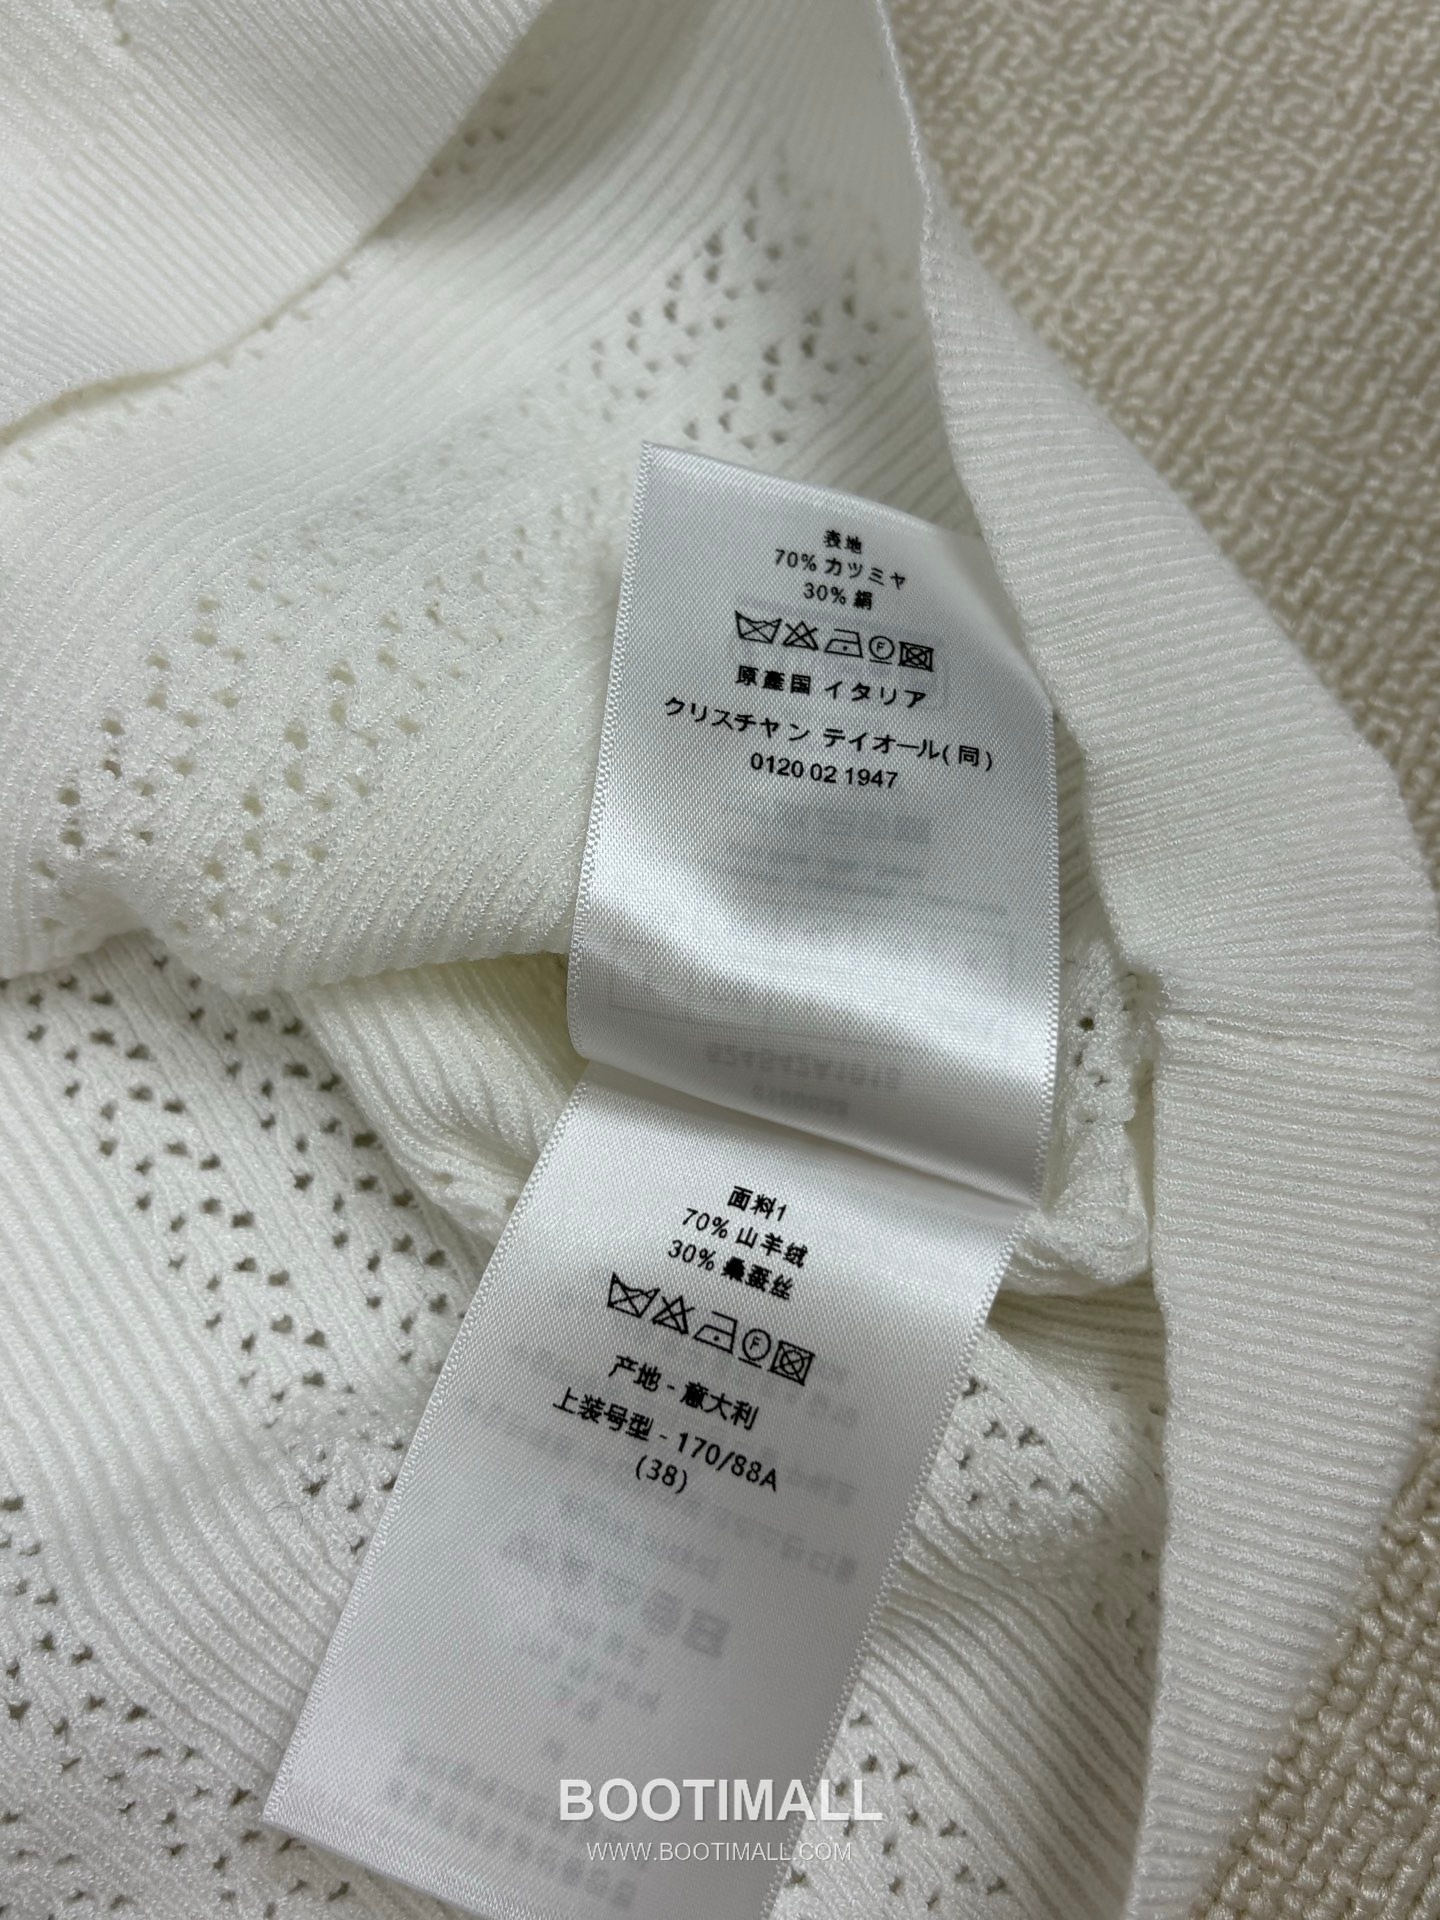 表地
70% カツミヤ
30% 絹
F
原産国 イタリア
クリスチャン ディオール(同)
0120 02 1947
面料1
70% 山羊绒
30% 桑蚕丝
F
产地 - 意大利
上装号型 - 170/88A
(38)
BOOTIMALL
WWW.BOOTIMALL.COM